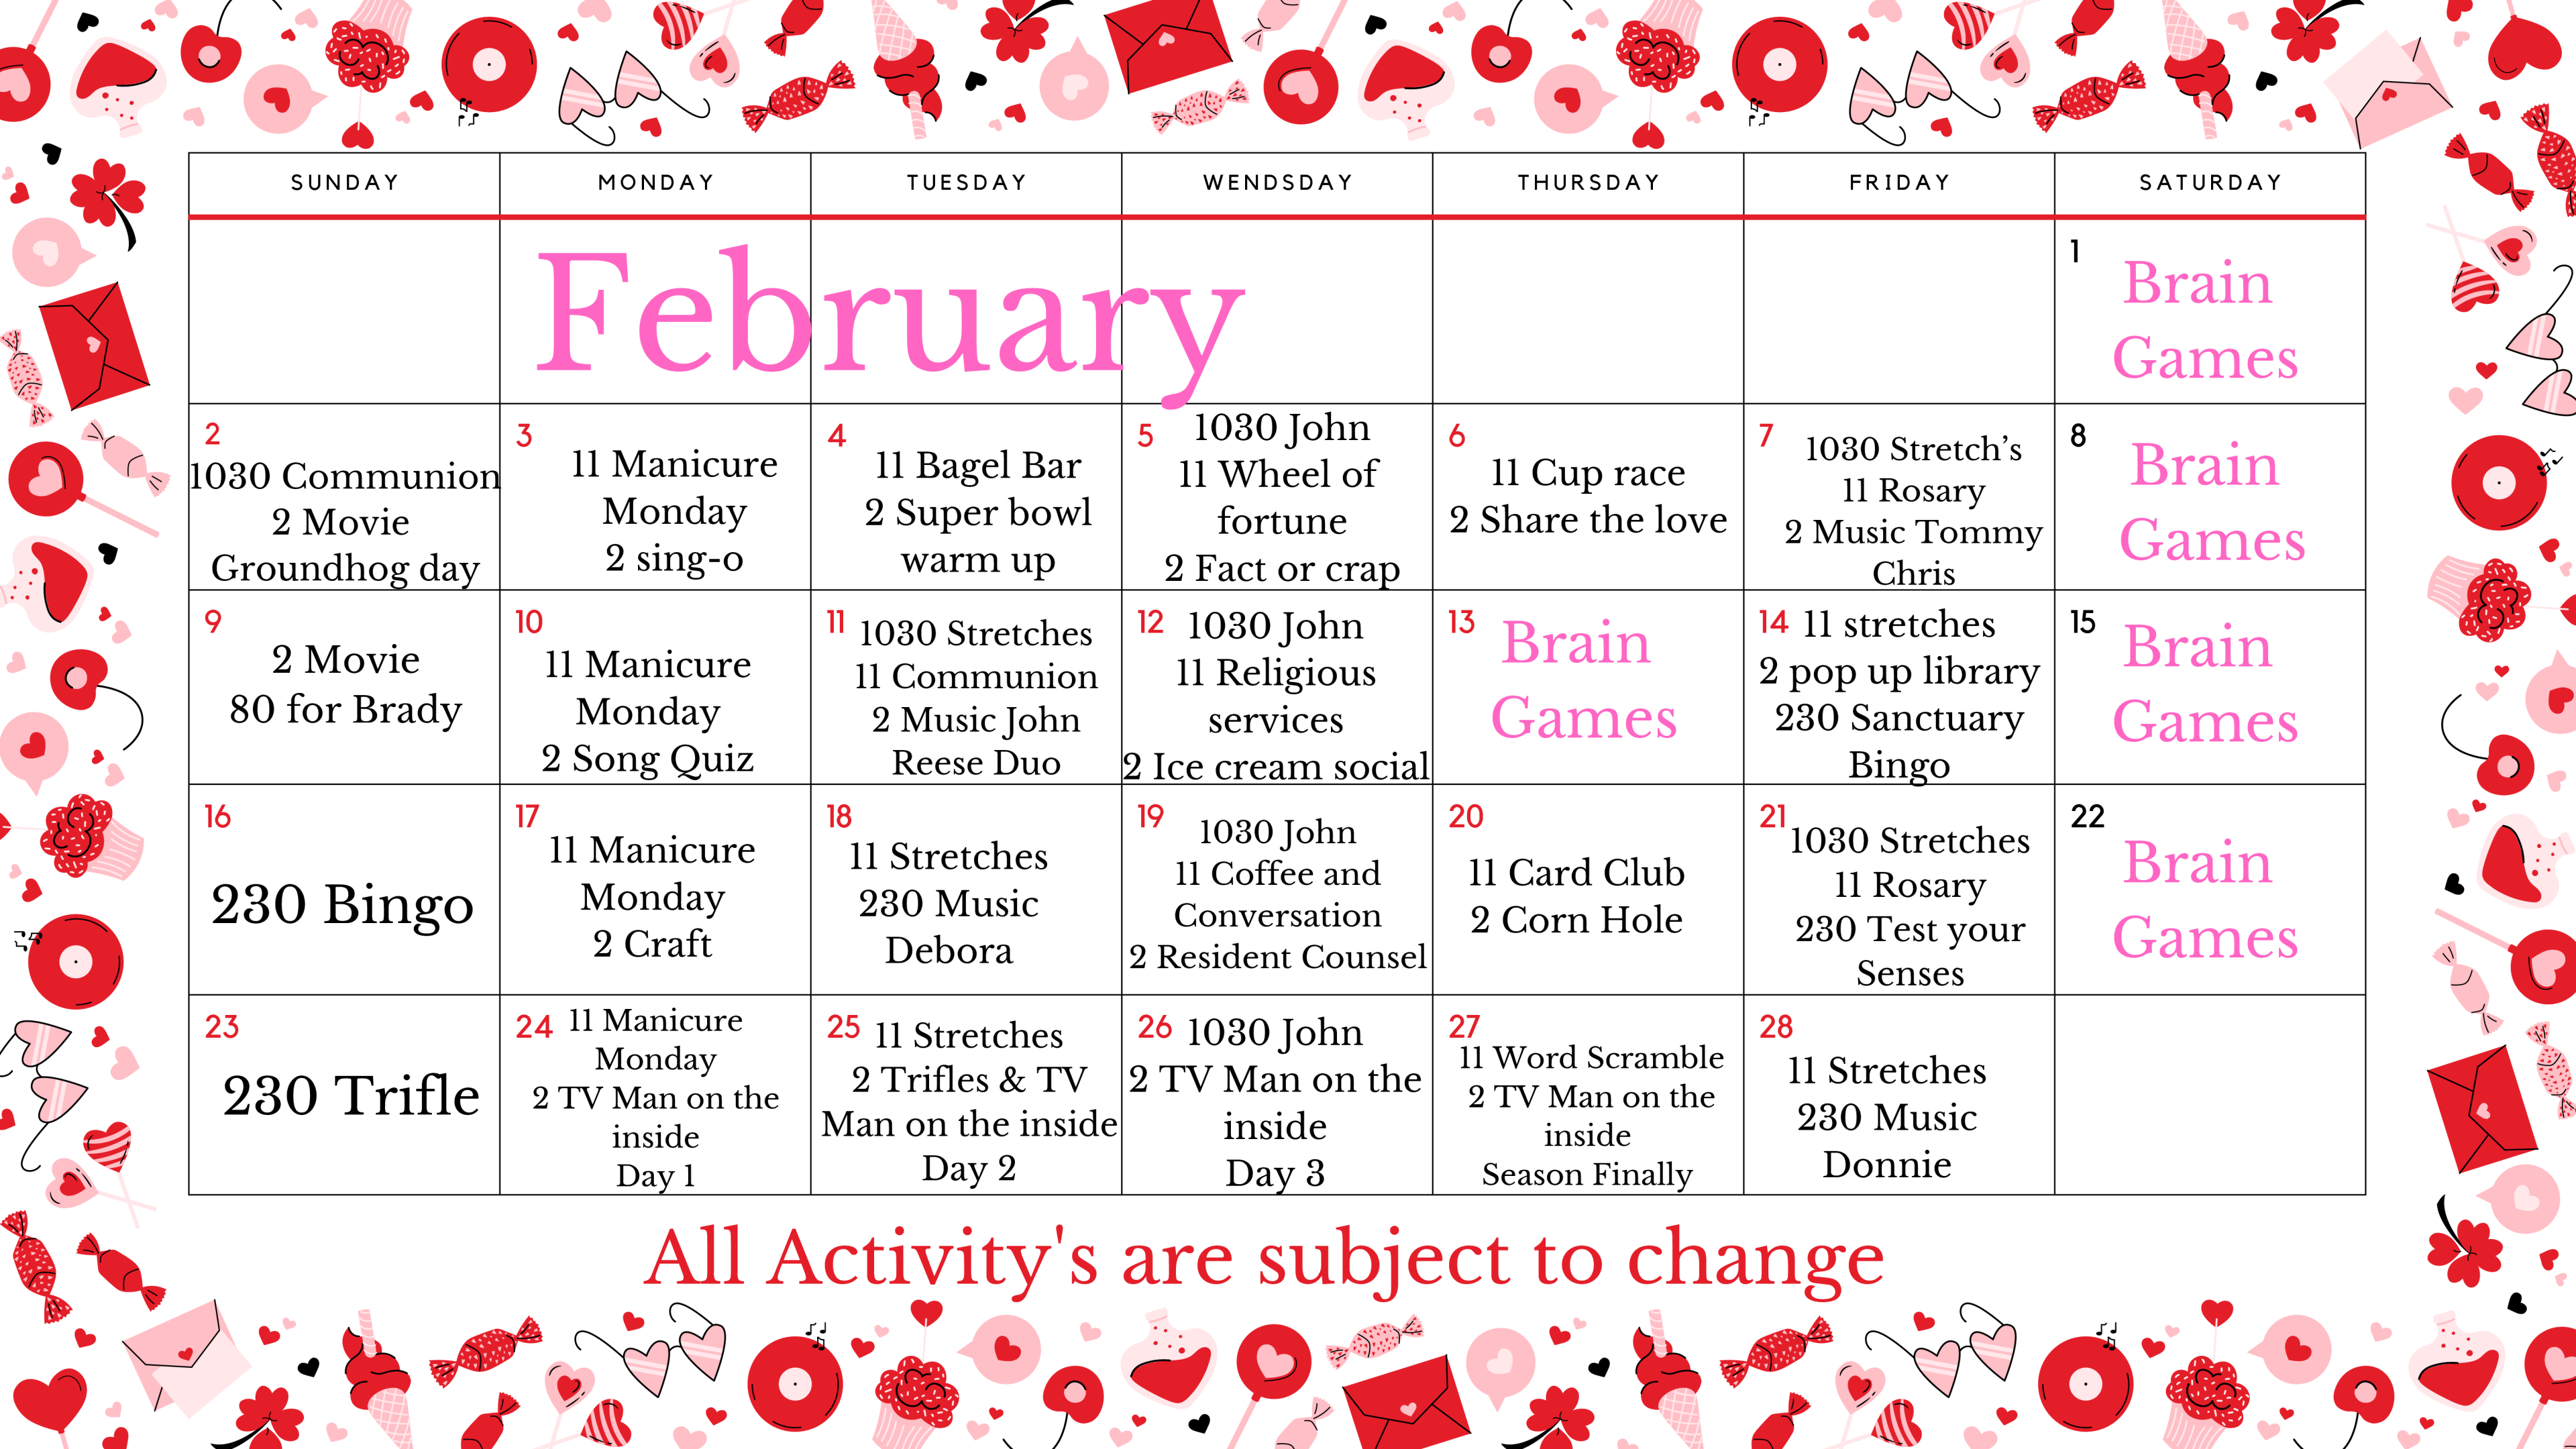 SUNDAY MONDAY TUESDAY WENDSDAY THURSDAY FRIDAY SATURDAY
February
1
Brain
Games
2
1030 Communion
2 Movie
Groundhog day
3
11 Manicure
Monday
2 sing-o
4
11 Bagel Bar
2 Super bowl
warm up
5
1030 John
11 Wheel of
fortune
2 Fact or crap
6
11 Cup race
2 Share the love
7
1030 Stretch’s
11 Rosary
2 Music Tommy
Chris
8
Brain
Games
9
2 Movie
80 for Brady
10
11 Manicure
Monday
2 Song Quiz
11
1030 Stretches
11 Communion
2 Music John
Reese Duo
12
1030 John
11 Religious
services
2 Ice cream social
13
Brain
Games
14
11 stretches
2 pop up library
230 Sanctuary
Bingo
15
Brain
Games
16
230 Bingo
17
11 Manicure
Monday
2 Craft
18
11 Stretches
230 Music
Debora
19
1030 John
11 Coffee and
Conversation
2 Resident Counsel
20
11 Card Club
2 Corn Hole
21
1030 Stretches
11 Rosary
230 Test your
Senses
22
Brain
Games
23
230 Trifle
24
11 Manicure
Monday
2 TV Man on the
inside
Day 1
25
11 Stretches
2 Trifles & TV
Man on the inside
Day 2
26
1030 John
2 TV Man on the
inside
Day 3
27
11 Word Scramble
2 TV Man on the
inside
Season Finally
28
11 Stretches
230 Music
Donnie
All Activity's are subject to change